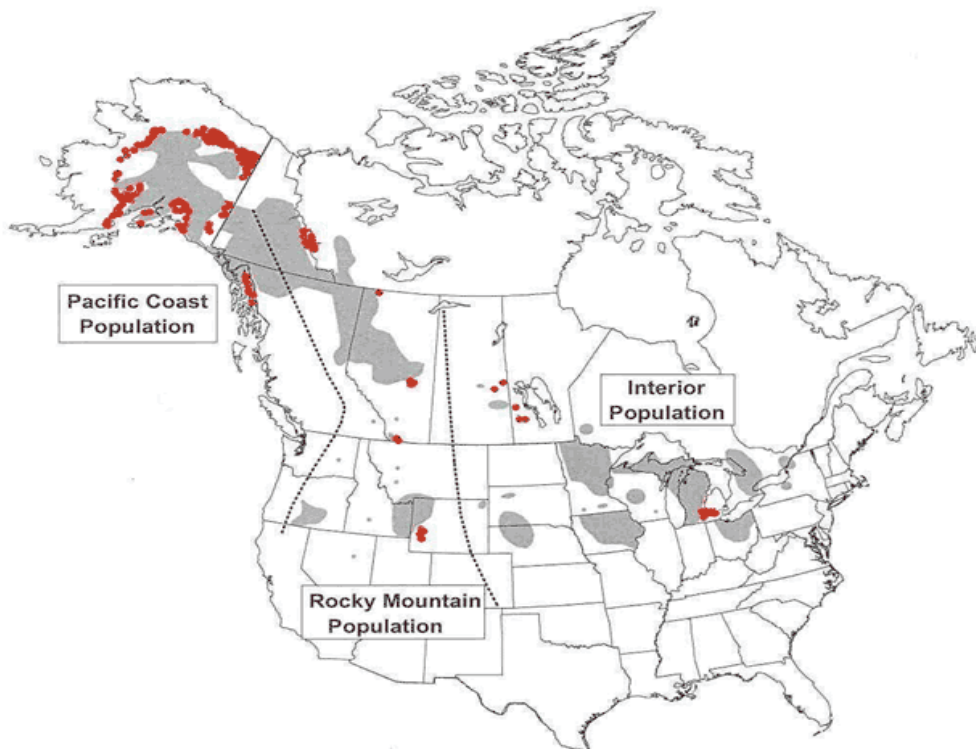 Pacific Coast
Population
Interior
Population
Rocky Mountain
Population